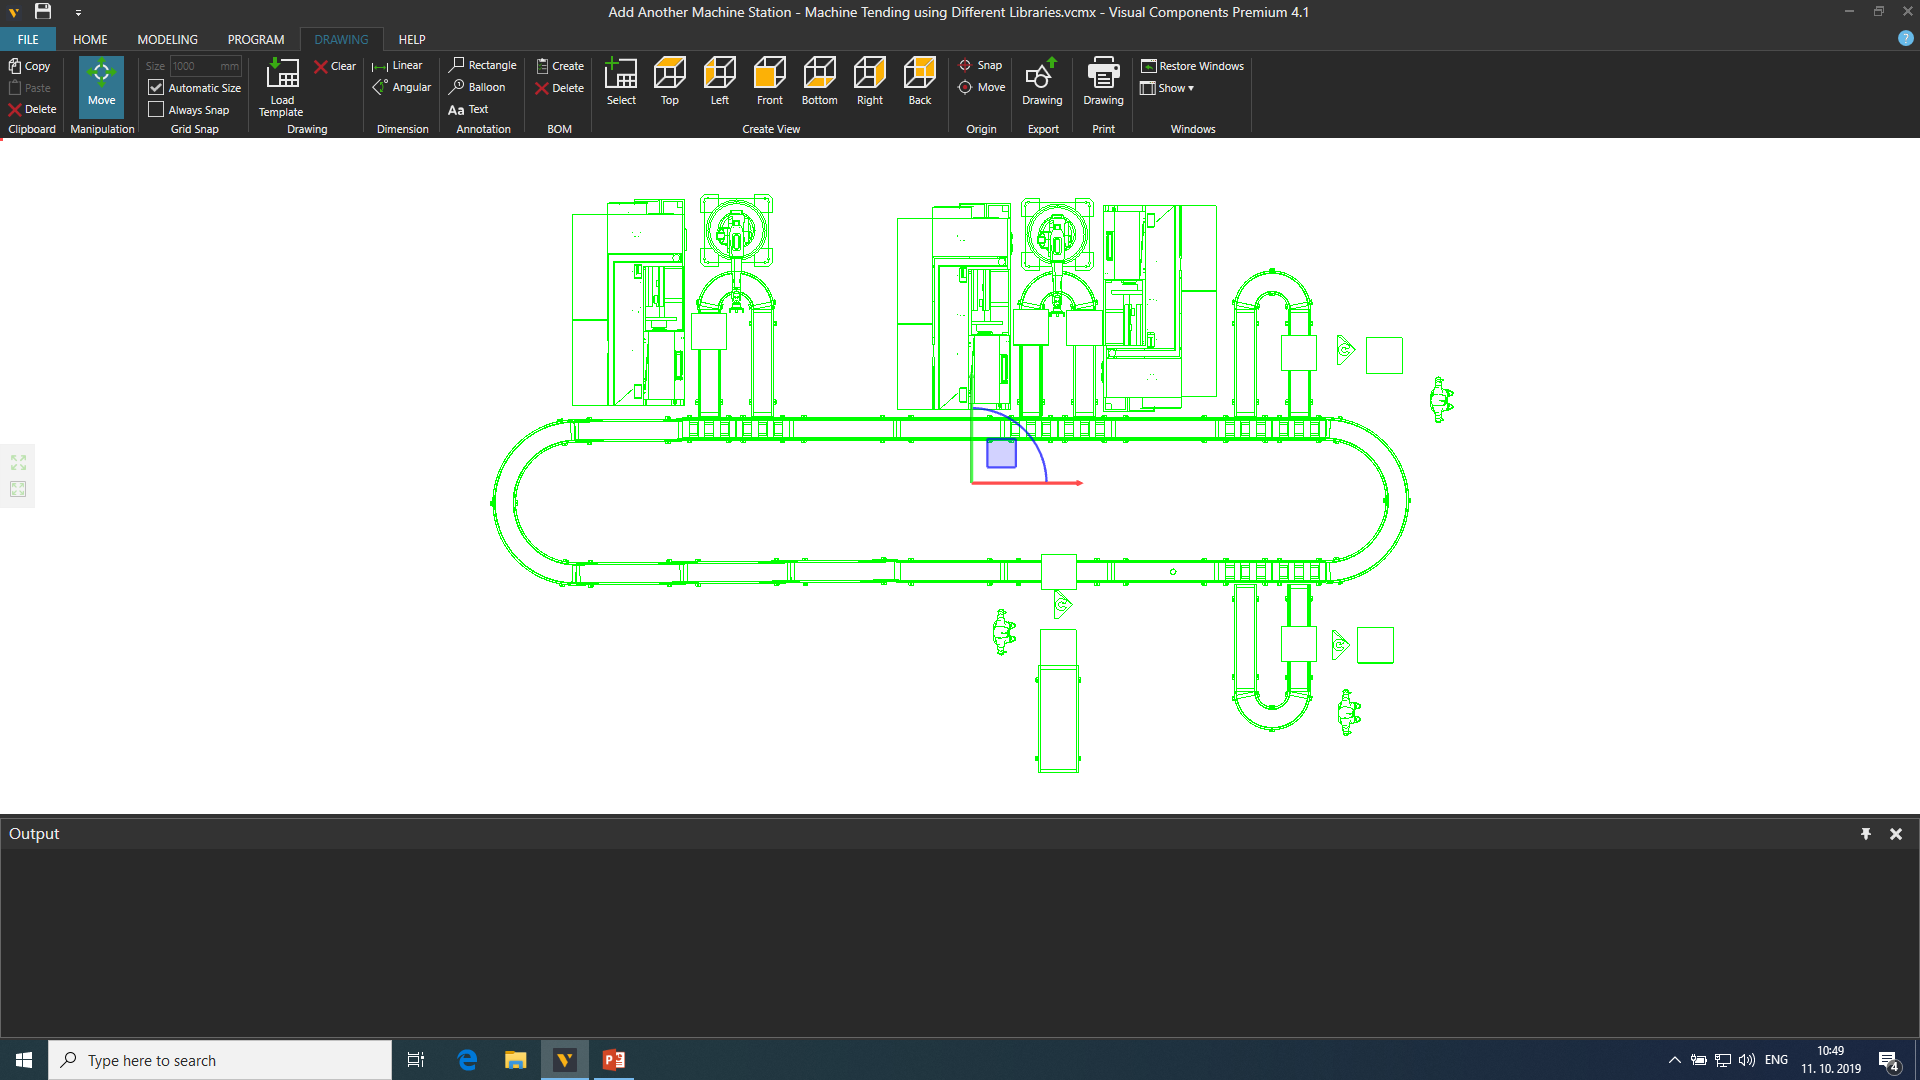 Add Another Machine Station - Machine Tending using Different Libraries.vcmx - Visual Components Premium 4.1
FILE HOME MODELING PROGRAM DRAWING HELP ?
Copy
Paste
Delete
Clipboard
Move
Manipulation
Size 1000 mm
Automatic Size
Always Snap
Grid Snap
Load
Template
Clear
Drawing
Linear
Angular
Dimension
Rectangle
Balloon
Aa Text
Annotation
Create
Delete
BOM
Select Top Left Front Bottom Right Back
Create View
Snap
Move
Origin
Drawing
Export
Drawing
Print
Restore Windows
Show
Windows
Output
Type here to search
ENG
10:49
11. 10. 2019
4